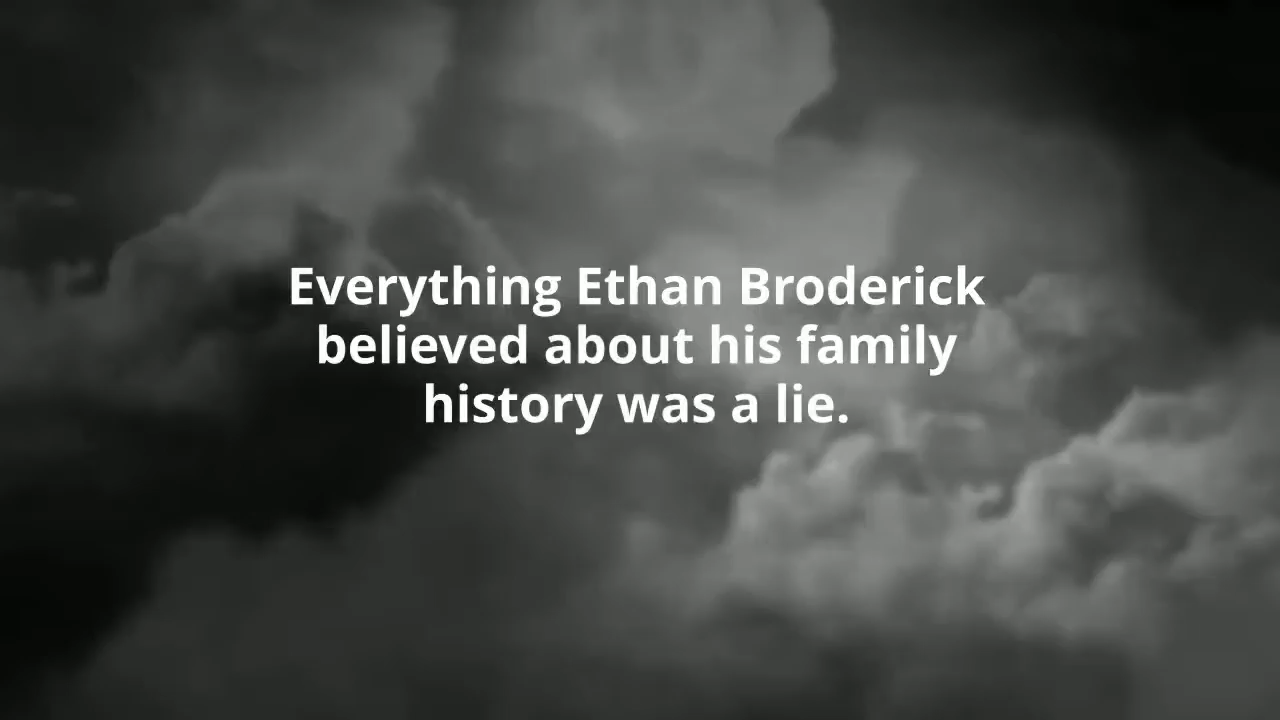 Everything Ethan Broderick
believed about his family
history was a lie.